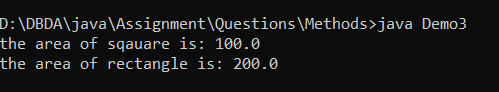 D:\DBDA\java\Assignment\Questions\Methods>java Demo3
the area of sqauare is: 100.0
the area of rectangle is: 200.0